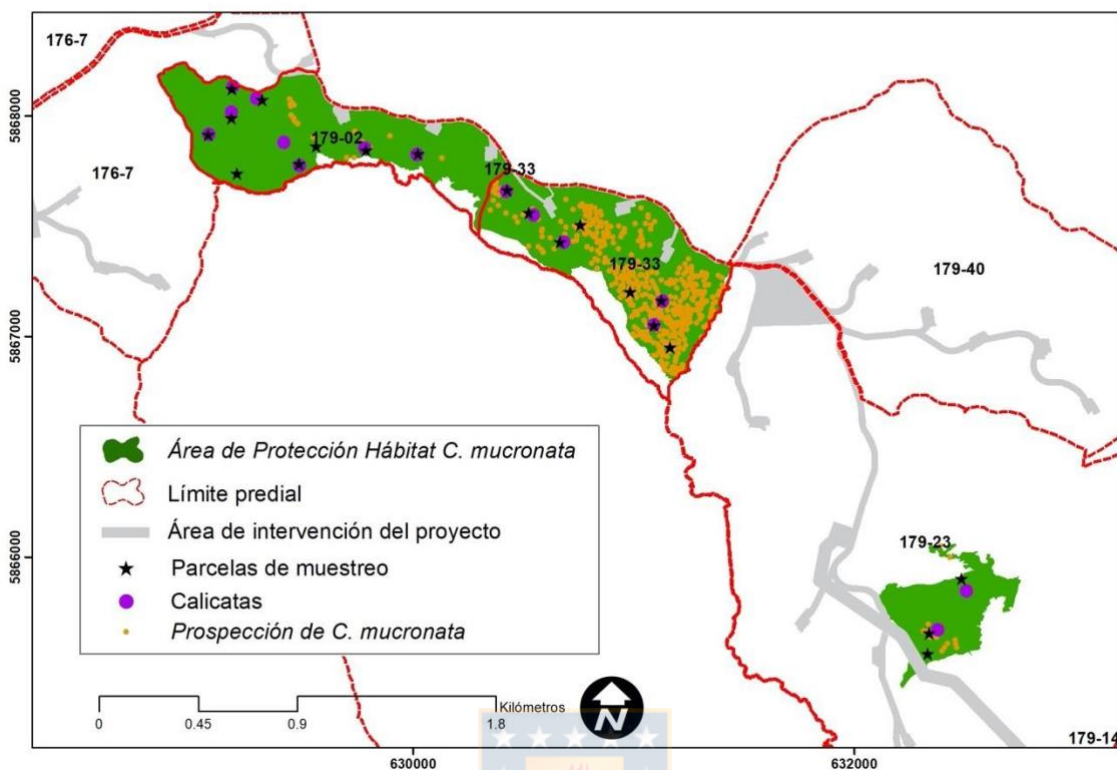 176-7
5868000
179-02
176-7
179-33
179-33
179-40
5867000
Área de Protección Hábitat C. mucronata
Límite predial
Área de intervención del proyecto
Parcelas de muestreo
Calicatas
Prospección de C. mucronata
5866000
179-23
Kilómetros
0 0.45 0.9 1.8
N
179-14
630000 632000